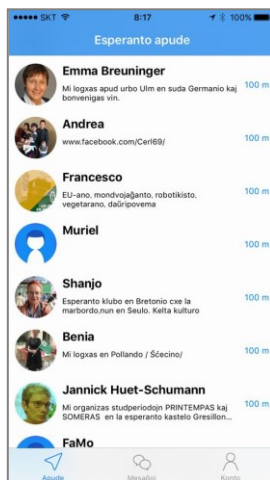 SKT 8:17 100%
Esperanto apude
Emma Breuninger
Mi logxas apud urbo Ulm en suda Germanio kaj
bonvenigas vin.
100 m
Andrea
www.facebook.com/Cerl69/
100 m
Francesco
EU-ano, mondvojaĝanto, robotikisto,
vegetarano, daŭripovema
100 m
Muriel
100 m
Shanjo
Esperanto klubo en Bretonio cxe la
marbordo,nun en Seulo. Kelta kulturo
100 m
Benia
Mi logxas en Pollando / Ŝĉecino/
100 m
Jannick Huet-Schumann
Mi organizas studperiodojn PRINTEMPAS kaj
SOMERAS en la esperanto kastelo Gresillon...
100 m
FaMo
Apude Mesaĝoj Konto